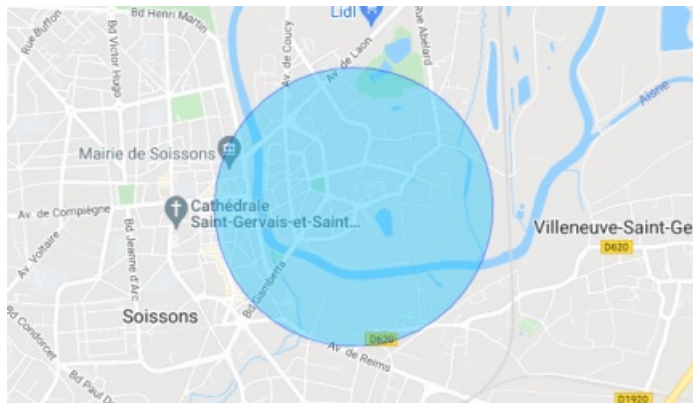 Lidl
Rue Buffon
Bd Henri Martin
Bd Victor Hugo
Av. de Coucy
Av. de Laon
Rue Abélard
Aisne
Mairie de Soissons
Cathédrale
Saint-Gervais-et-Saint...
Av. de Compiègne
Av. Voltaire
Bd Jeanne d'Arc
Villeneuve-Saint-Ge
D620
Bd Gambetta
Soissons
Bd Condorcet
D620
Av. de Reims
Bd Paul D
D1920